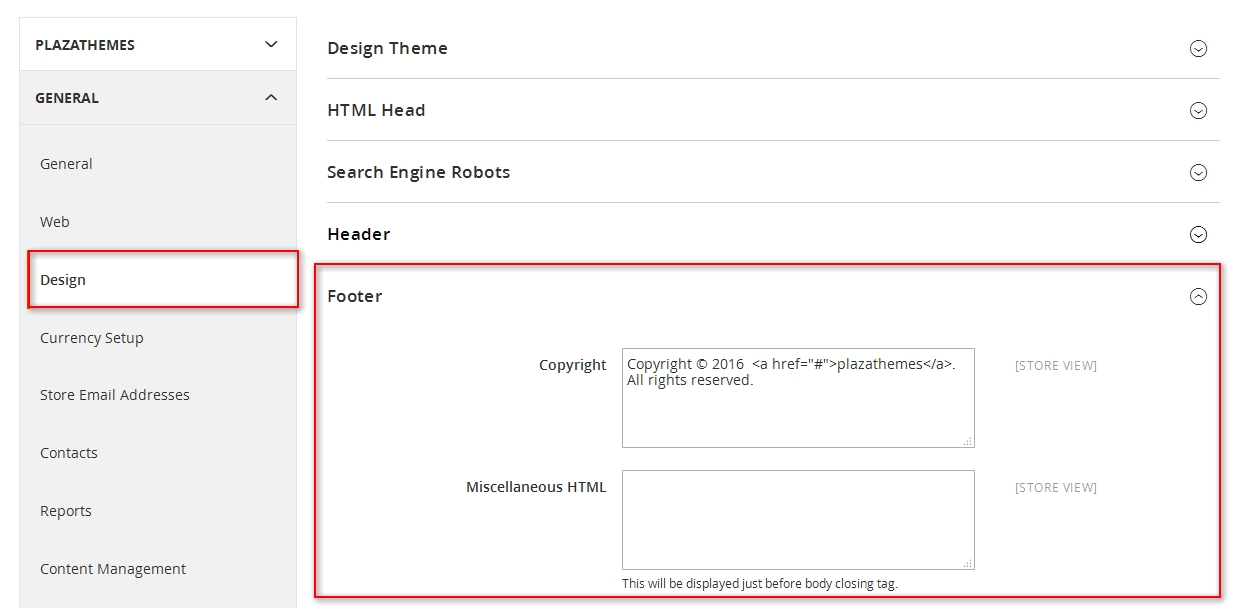 PLAZATHEMES
GENERAL
General
Web
Design
Currency Setup
Store Email Addresses
Contacts
Reports
Content Management
Design Theme
HTML Head
Search Engine Robots
Header
Footer
Copyright
Copyright © 2016  <a href="#">plazathemes</a>.
All rights reserved.
[STORE VIEW]
Miscellaneous HTML
[STORE VIEW]
This will be displayed just before body closing tag.